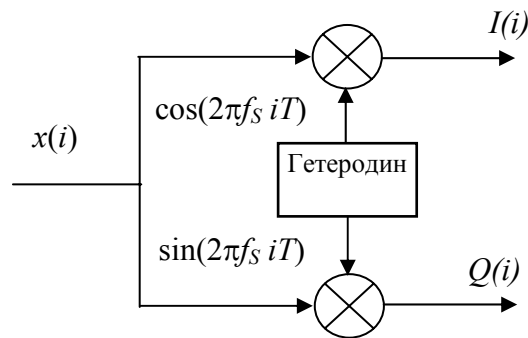 I(i)
cos(2πf_S iT)
x(i)
Гетеродин
sin(2πf_S iT)
Q(i)